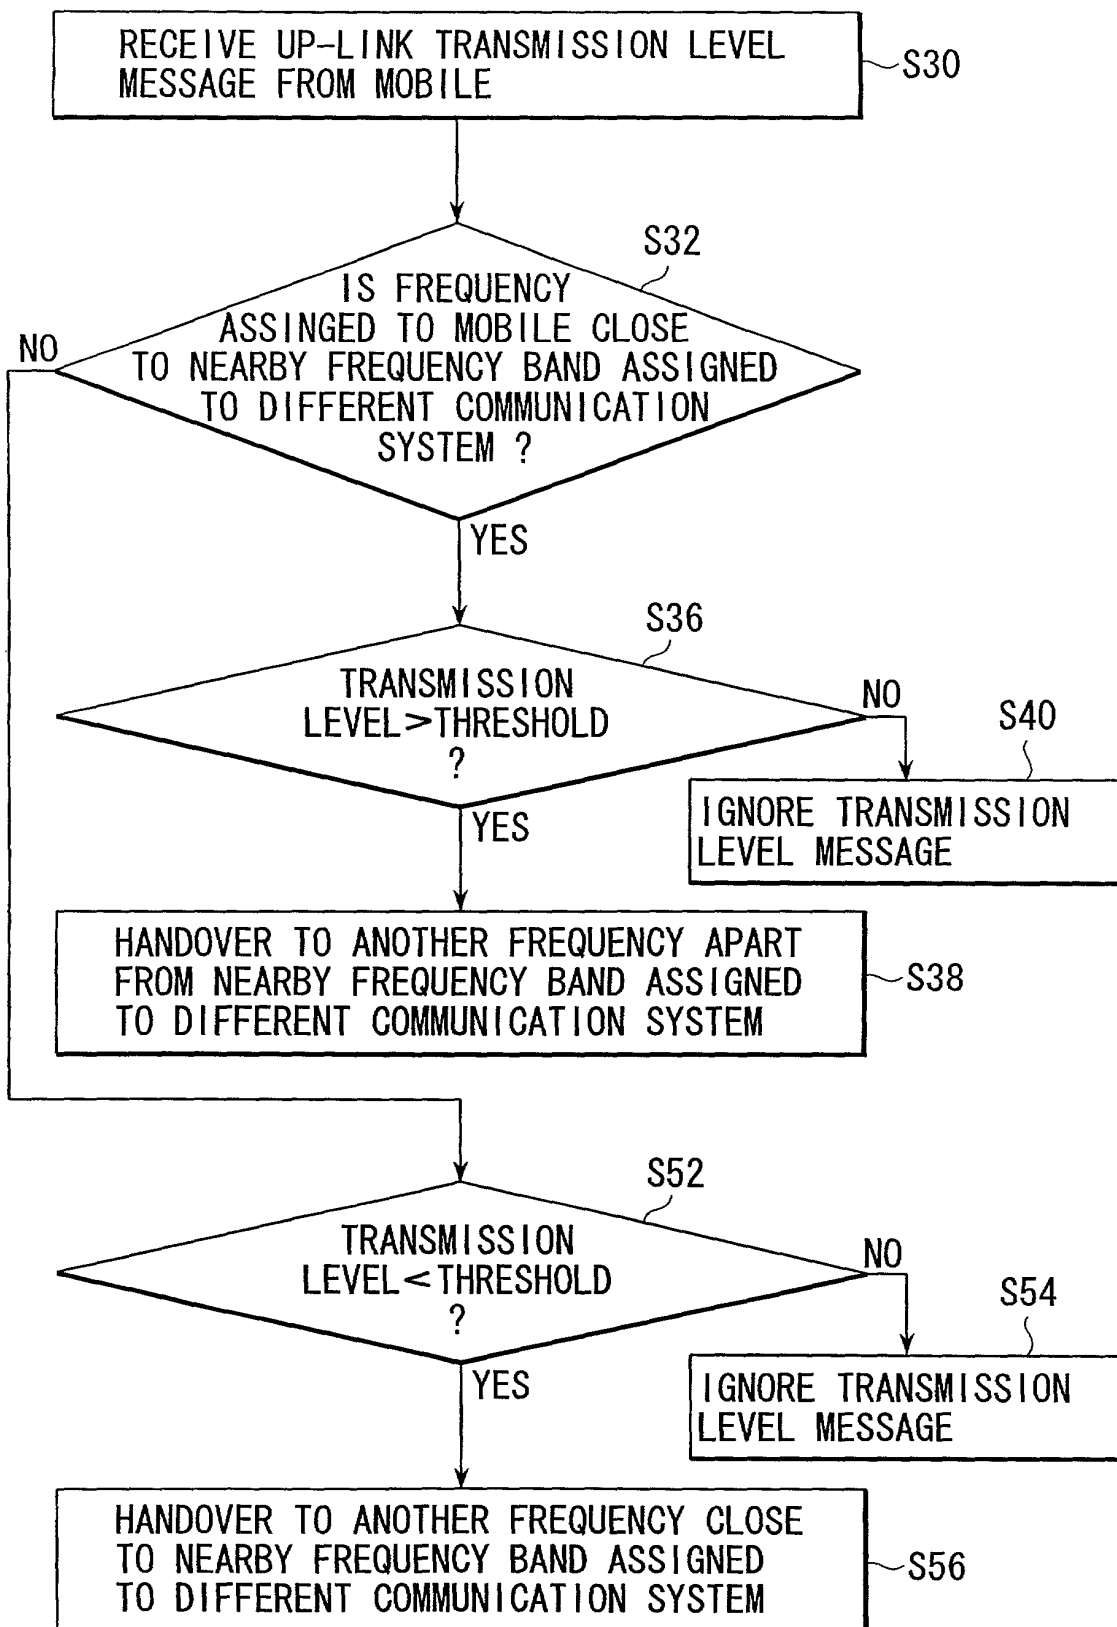 RECEIVE UP-LINK TRANSMISSION LEVEL
MESSAGE FROM MOBILE
S30
S32
IS FREQUENCY
ASSINGED TO MOBILE CLOSE
TO NEARBY FREQUENCY BAND ASSIGNED
TO DIFFERENT COMMUNICATION
SYSTEM ?
NO
YES
S36
TRANSMISSION
LEVEL>THRESHOLD
?
NO
YES
S40
IGNORE TRANSMISSION
LEVEL MESSAGE
HANDOVER TO ANOTHER FREQUENCY APART
FROM NEARBY FREQUENCY BAND ASSIGNED
TO DIFFERENT COMMUNICATION SYSTEM
S38
S52
TRANSMISSION
LEVEL<THRESHOLD
?
NO
YES
S54
IGNORE TRANSMISSION
LEVEL MESSAGE
HANDOVER TO ANOTHER FREQUENCY CLOSE
TO NEARBY FREQUENCY BAND ASSIGNED
TO DIFFERENT COMMUNICATION SYSTEM
S56